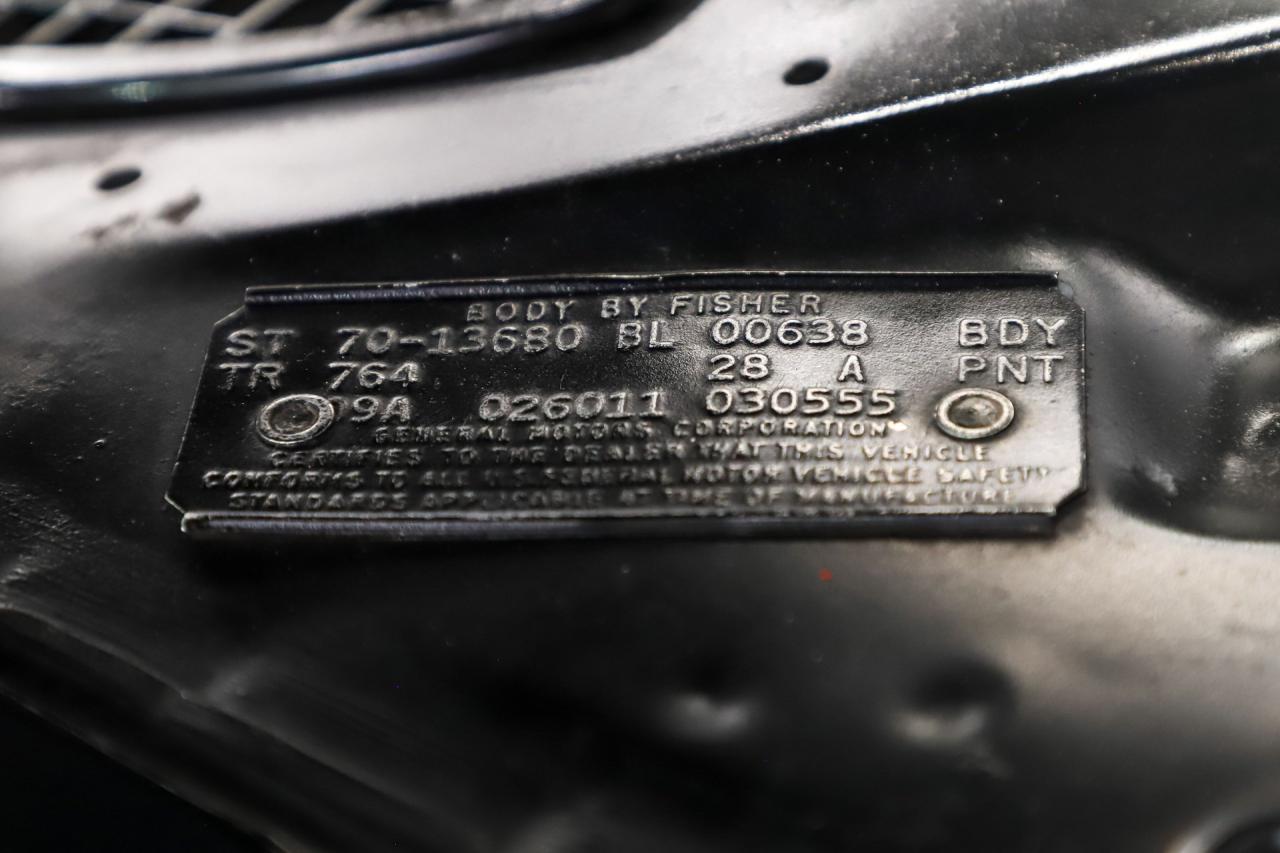 BODY BY FISHER
ST 70-13680 BL 00638 BDY
TR 764 28 A PNT
09A 026011 030555
GENERAL MOTORS CORPORATION
CERTIFIES TO THE DEALER THAT THIS VEHICLE
CONFORMS TO ALL U.S. FEDERAL MOTOR VEHICLE SAFETY
STANDARDS APPLICABLE AT TIME OF MANUFACTURE